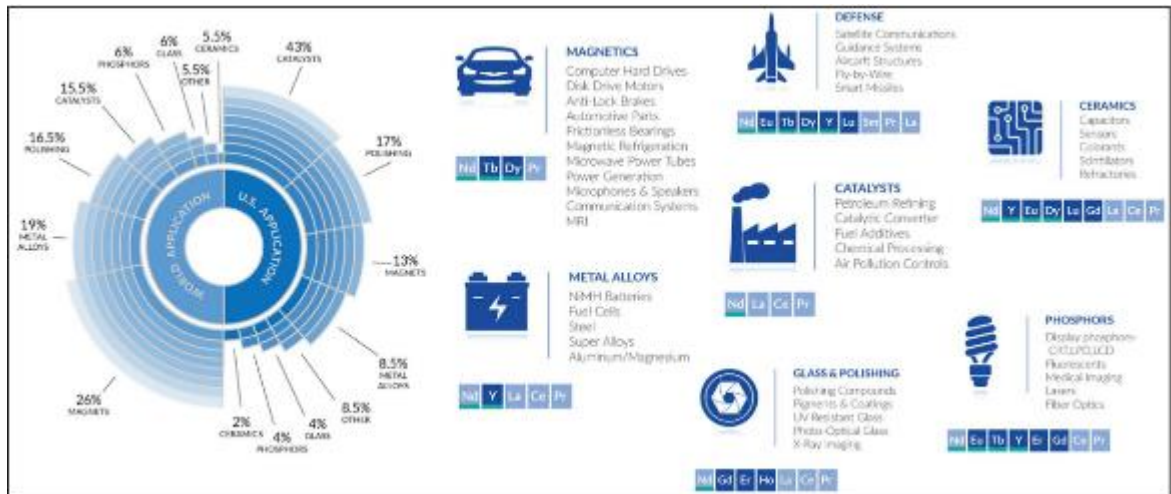 5.5%
CERAMICS
6%
GLASS
6%
PHOSPHORS
5.5%
OTHER
43%
CATALYSTS
15.5%
CATALYSTS
16.5%
POLISHING
17%
POLISHING
19%
METAL
ALLOYS
13%
MAGNETS
26%
MAGNETS
8.5%
METAL
ALLOYS
8.5%
OTHER
4%
GLASS
4%
PHOSPHORS
2%
CERAMICS
WORLD APPLICATION
U.S. APPLICATION
MAGNETICS
Computer Hard Drives
Disk Drive Motors
Anti-Lock Brakes
Automotive Parts
Frictionless Bearings
Magnetic Refrigeration
Microwave Power Tubes
Power Generation
Microphones & Speakers
Communication Systems
MRI
Nd Tb Dy Pr
METAL ALLOYS
NiMH Batteries
Fuel Cells
Steel
Super Alloys
Aluminum/Magnesium
Nd Y La Ce Pr
DEFENSE
Satellite Communications
Guidance Systems
Aircraft Structures
Fly-by-Wire
Smart Missiles
Nd Eu Tb Dy Y Lu Pr La
CATALYSTS
Petroleum Refining
Catalytic Converter
Fuel Additives
Chemical Processing
Air Pollution Controls
Nd La Ce Pr
GLASS & POLISHING
Polishing Compounds
Pigments & Coatings
UV Resistant Glass
Photo-Optical Glass
X-Ray Imaging
Nd Gd Er Ho La Ce Pr
CERAMICS
Capacitors
Sensors
Colorants
Scintillators
Refractories
Nd Y Eu Dy Lu Gd La Ce Pr
PHOSPHORS
Display phosphors-
Fluorescents
Medical Imaging
Lasers
Fiber Optics
Nd Eu Tb Y Er Gd Ce Pr